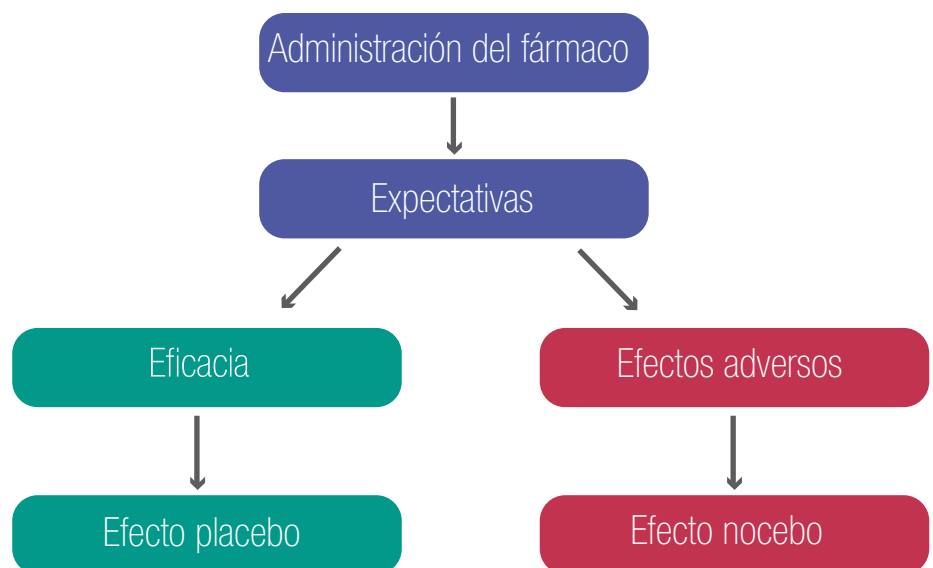 Administración del fármaco
Expectativas
Eficacia
Efectos adversos
Efecto placebo
Efecto nocebo